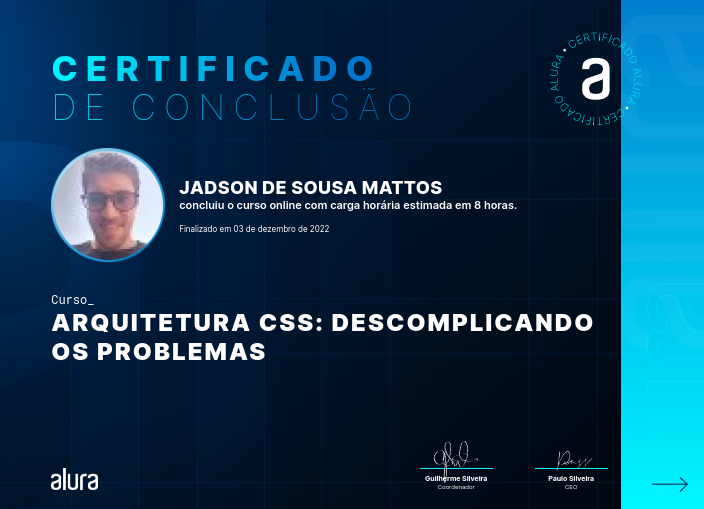 CERTIFICADO
DE CONCLUSÃO
CERTIFICADO ALURA • CERTIFICADO ALURA •
a
JADSON DE SOUSA MATTOS
concluiu o curso online com carga horária estimada em 8 horas.
Finalizado em 03 de dezembro de 2022
Curso_
ARQUITETURA CSS: DESCOMPLICANDO
OS PROBLEMAS
alura
Guilherme Silveira
Coordenador
Paulo Silveira
CEO